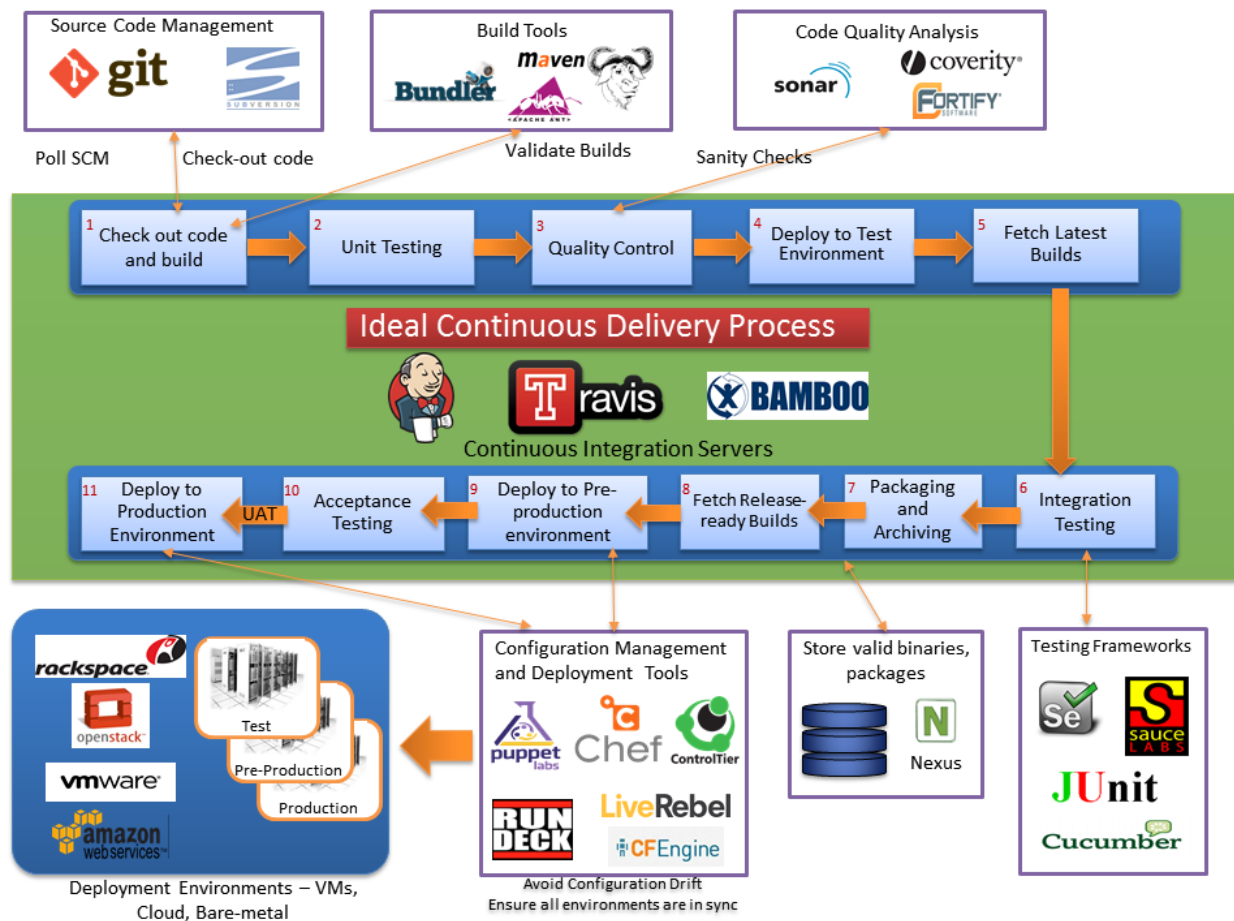 Source Code Management
git
SUBVERSION
Build Tools
maven
Bundler
<APACHE ANT>
Code Quality Analysis
sonar
coverity®
FORTIFY®
SOFTWARE
Poll SCM
Check-out code
Validate Builds
Sanity Checks
1
Check out code
and build
2
Unit Testing
3
Quality Control
4
Deploy to Test
Environment
5
Fetch Latest
Builds
Ideal Continuous Delivery Process
Travis
BAMBOO
Continuous Integration Servers
11
Deploy to
Production
Environment
UAT
10
Acceptance
Testing
9
Deploy to Pre-
production
environment
8
Fetch Release-
ready Builds
7
Packaging
and
Archiving
6
Integration
Testing
rackspace
openstack™
vmware®
amazon
webservices™
Test
Pre-Production
Production
Deployment Environments – VMs,
Cloud, Bare-metal
Configuration Management
and Deployment Tools
puppet
labs
Chef
ControlTier
RUN
DECK
LiveRebel
CFEngine
Avoid Configuration Drift
Ensure all environments are in sync
Store valid binaries,
packages
N
Nexus
Testing Frameworks
Se
S
sauce
LABS
JUnit
Cucumber